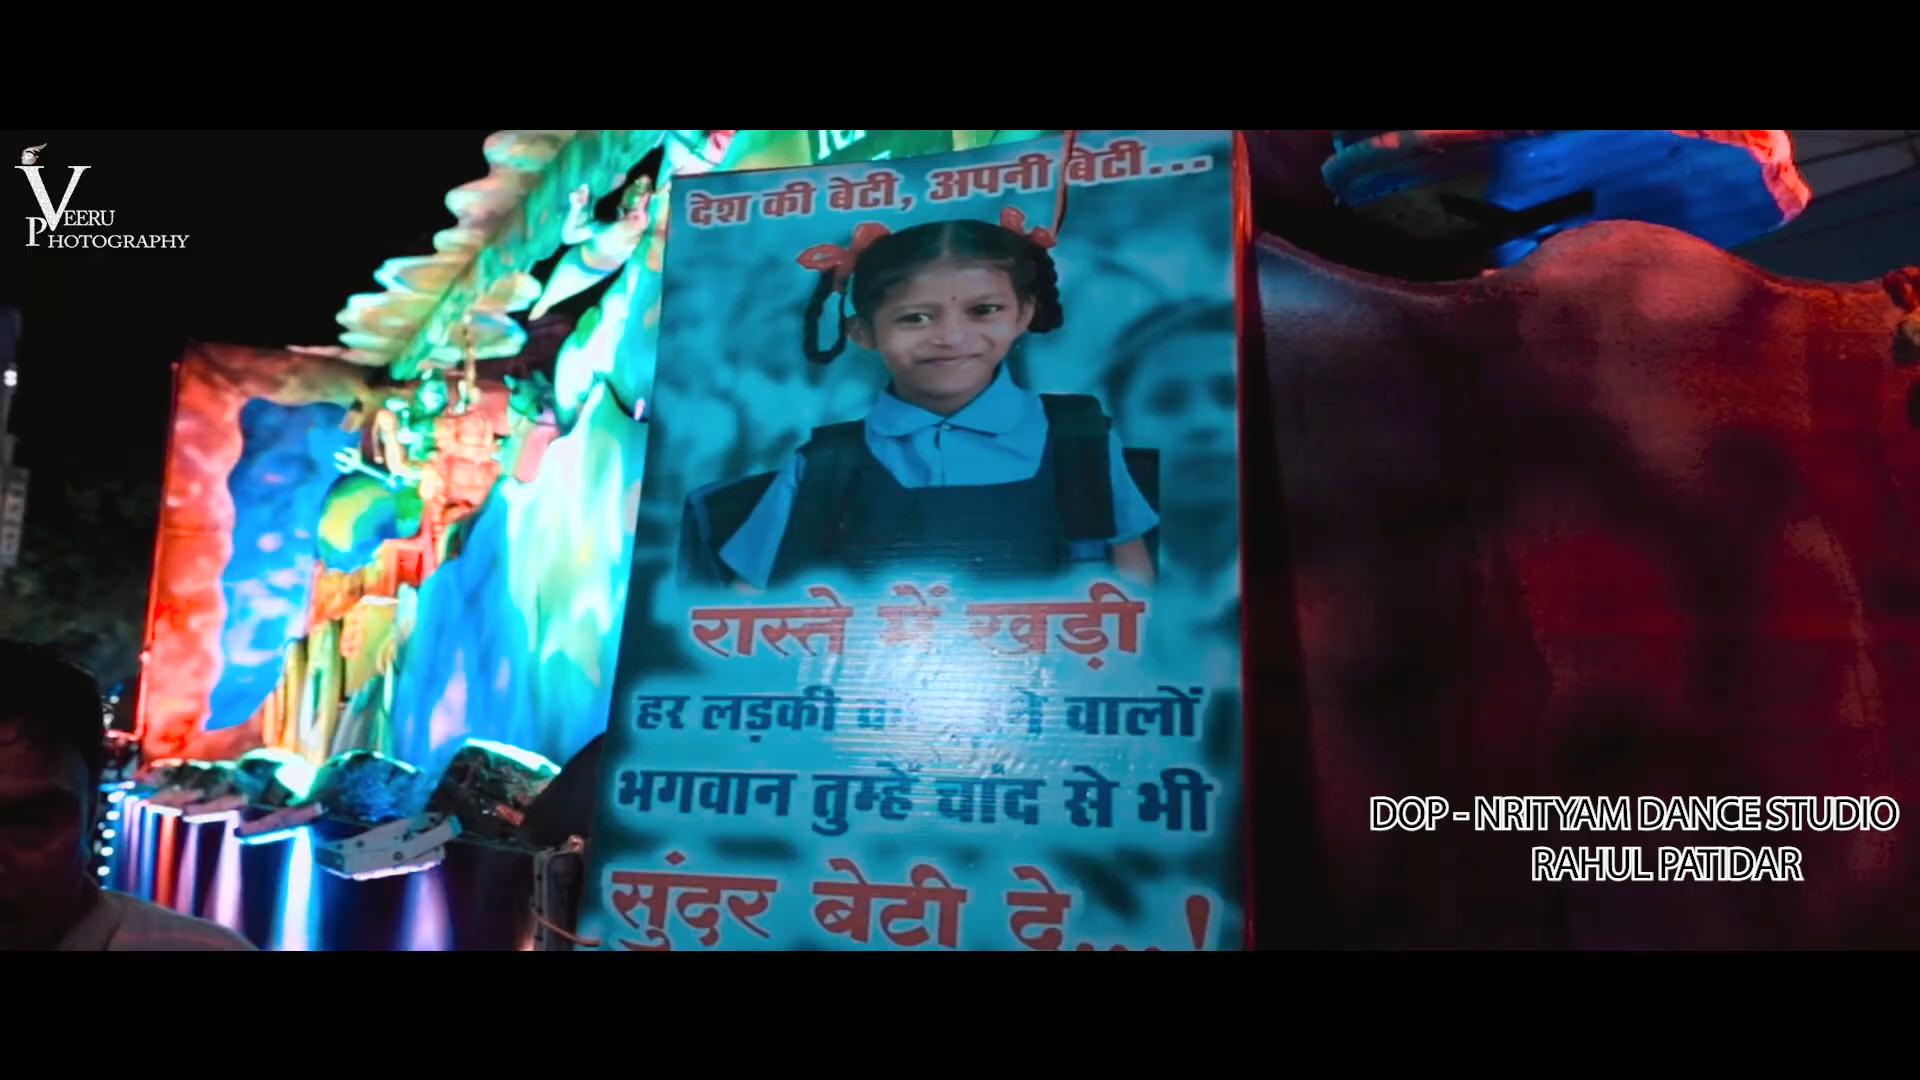 VEERU
PHOTOGRAPHY
देश की बेटी, अपनी बेटी...
रास्ते में खड़ी
हर लड़की वालों
भगवान तुम्हें चांद से भी
सुंदर बेटी दे...!
DOP - NRITYAM DANCE STUDIO
RAHUL PATIDAR